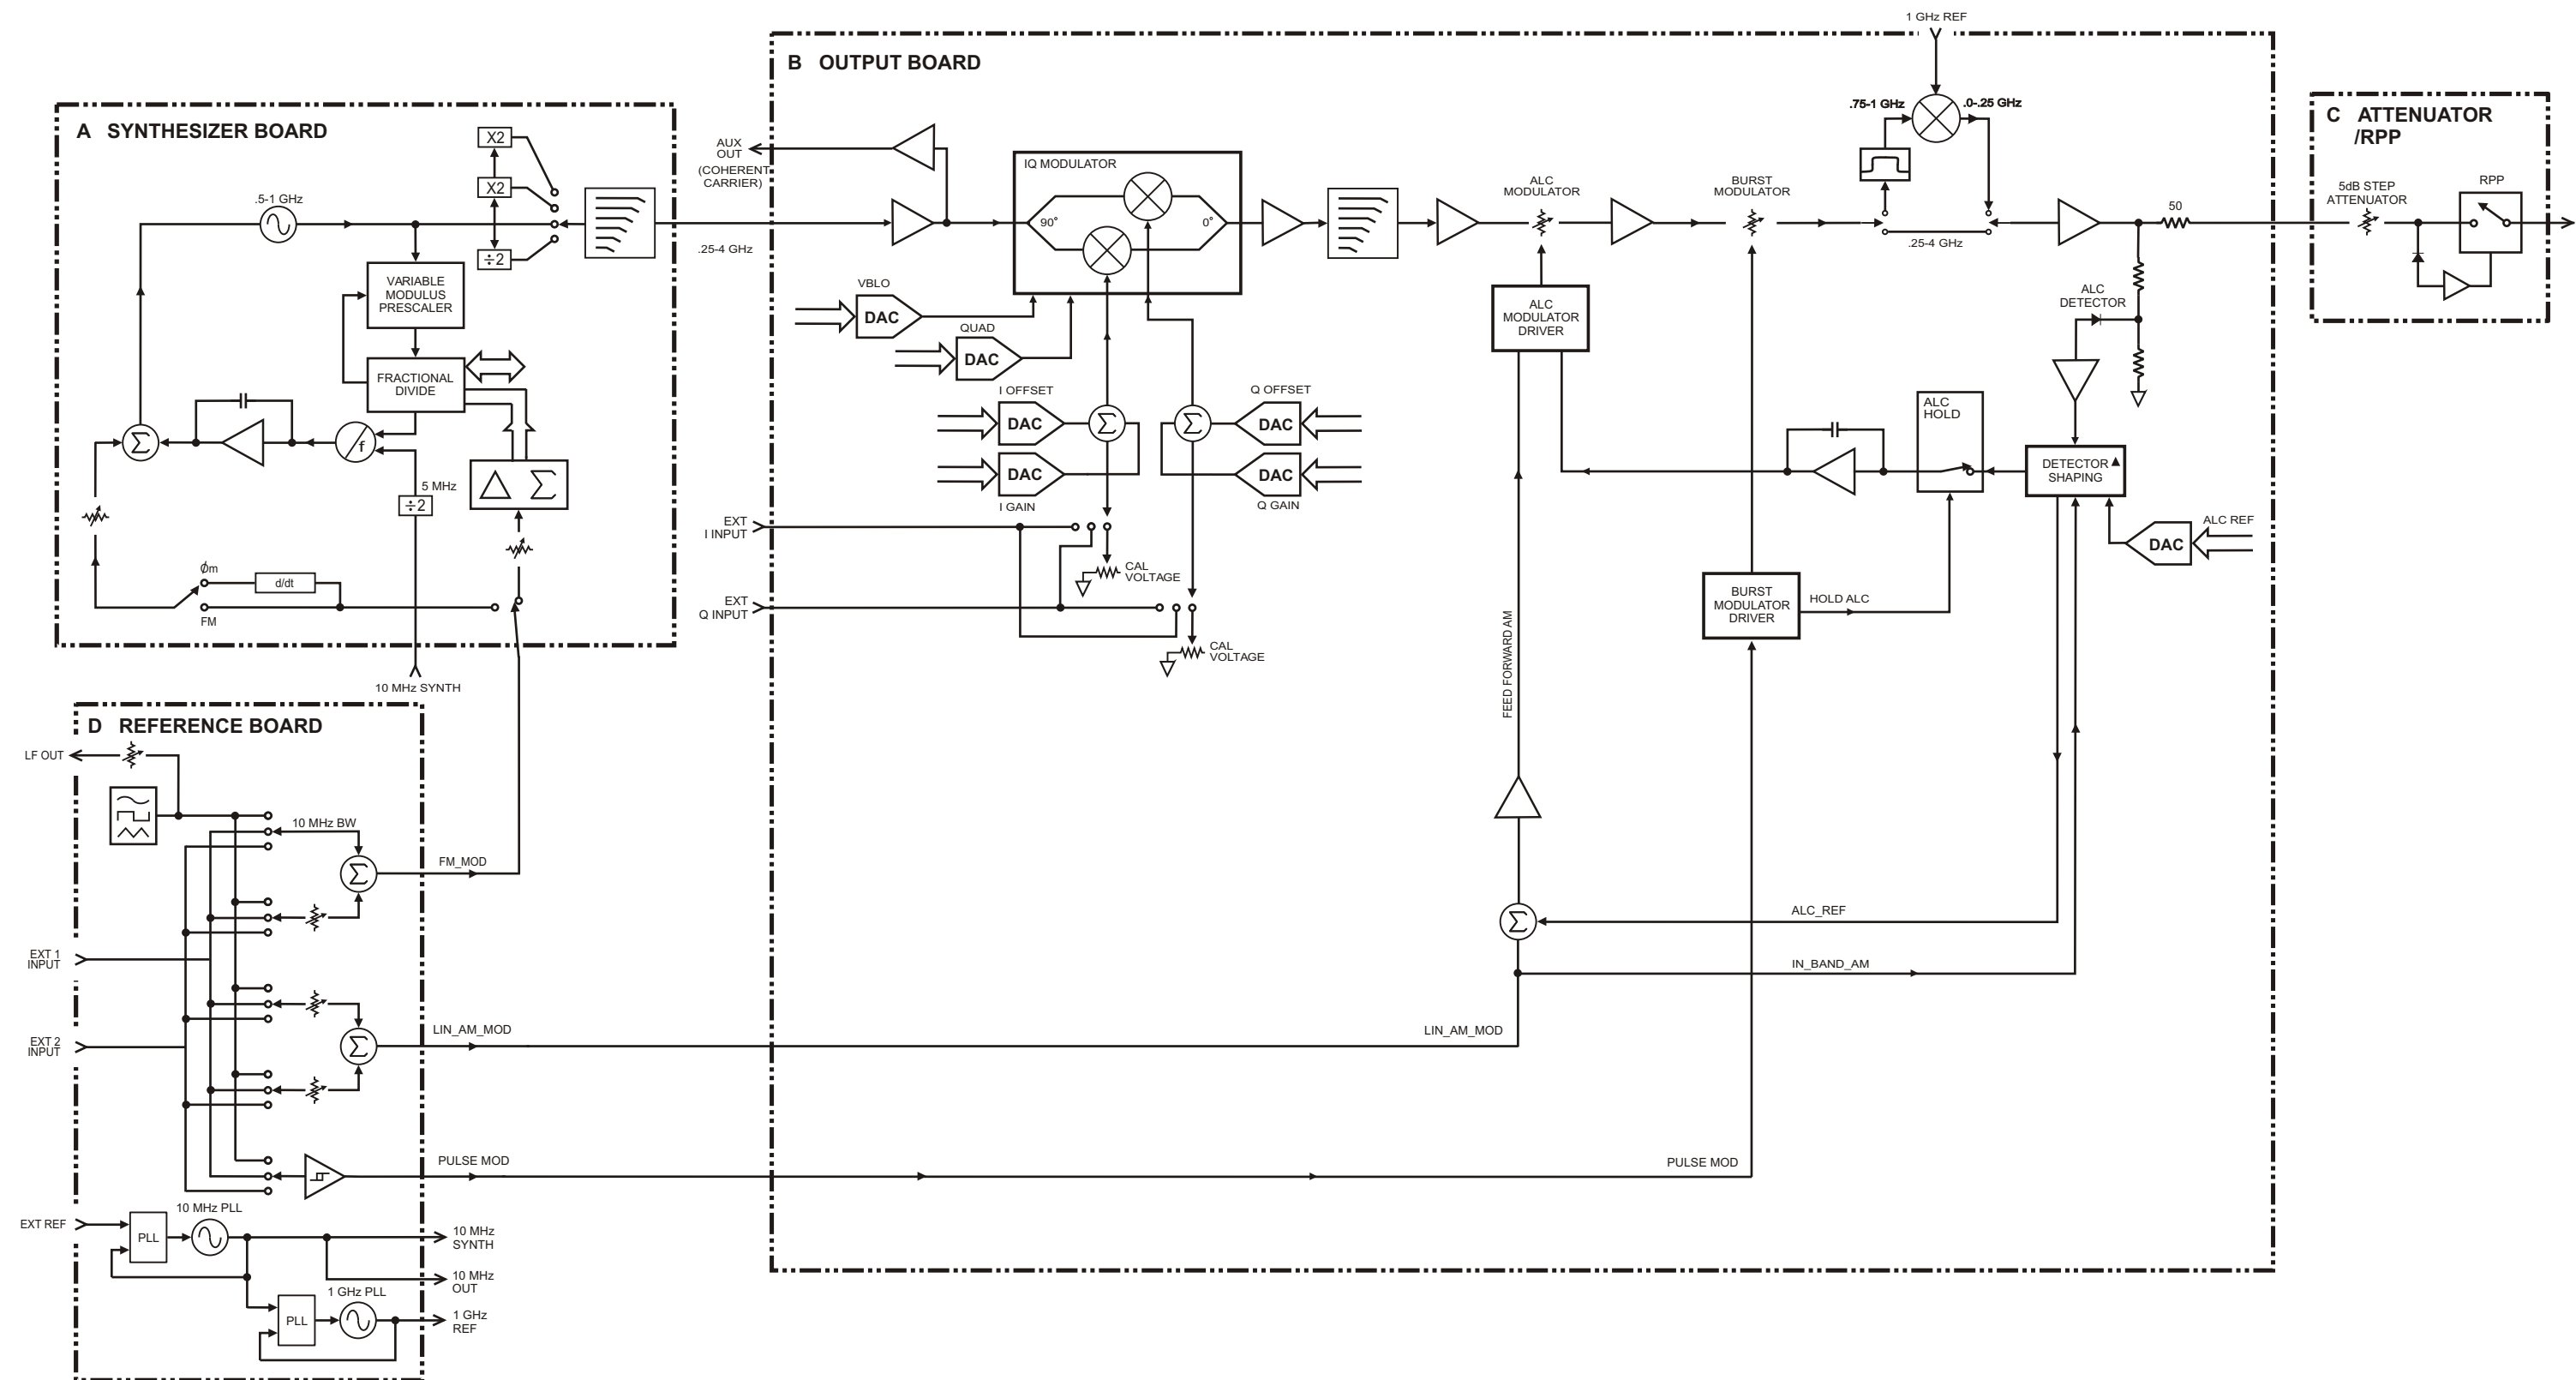 1 GHz REF
B OUTPUT BOARD
.75-1 GHz
.0-.25 GHz
C ATTENUATOR
/RPP
A SYNTHESIZER BOARD
X2
X2
÷2
.5-1 GHz
AUX
OUT
(COHERENT
CARRIER)
.25-4 GHz
IQ MODULATOR
90°
0°
ALC
MODULATOR
BURST
MODULATOR
.25-4 GHz
50
5dB STEP
ATTENUATOR
RPP
VARIABLE
MODULUS
PRESCALER
FRACTIONAL
DIVIDE
VBLO
DAC
QUAD
DAC
ALC
MODULATOR
DRIVER
ALC
DETECTOR
I OFFSET
DAC
Σ
Σ
Q OFFSET
DAC
DAC
I GAIN
DAC
Q GAIN
ALC
HOLD
DETECTOR
SHAPING
ALC REF
DAC
Σ
f
5 MHz
÷2
Δ Σ
ϕm
d/dt
FM
EXT
I INPUT
CAL
VOLTAGE
EXT
Q INPUT
CAL
VOLTAGE
BURST
MODULATOR
DRIVER
HOLD ALC
FEED FORWARD AM
10 MHz SYNTH
D REFERENCE BOARD
LF OUT
10 MHz BW
Σ
FM_MOD
Σ
ALC_REF
EXT 1
INPUT
IN_BAND_AM
EXT 2
INPUT
Σ
LIN_AM_MOD
LIN_AM_MOD
PULSE MOD
PULSE MOD
EXT REF
PLL
10 MHz PLL
10 MHz
SYNTH
10 MHz
OUT
PLL
1 GHz PLL
1 GHz
REF